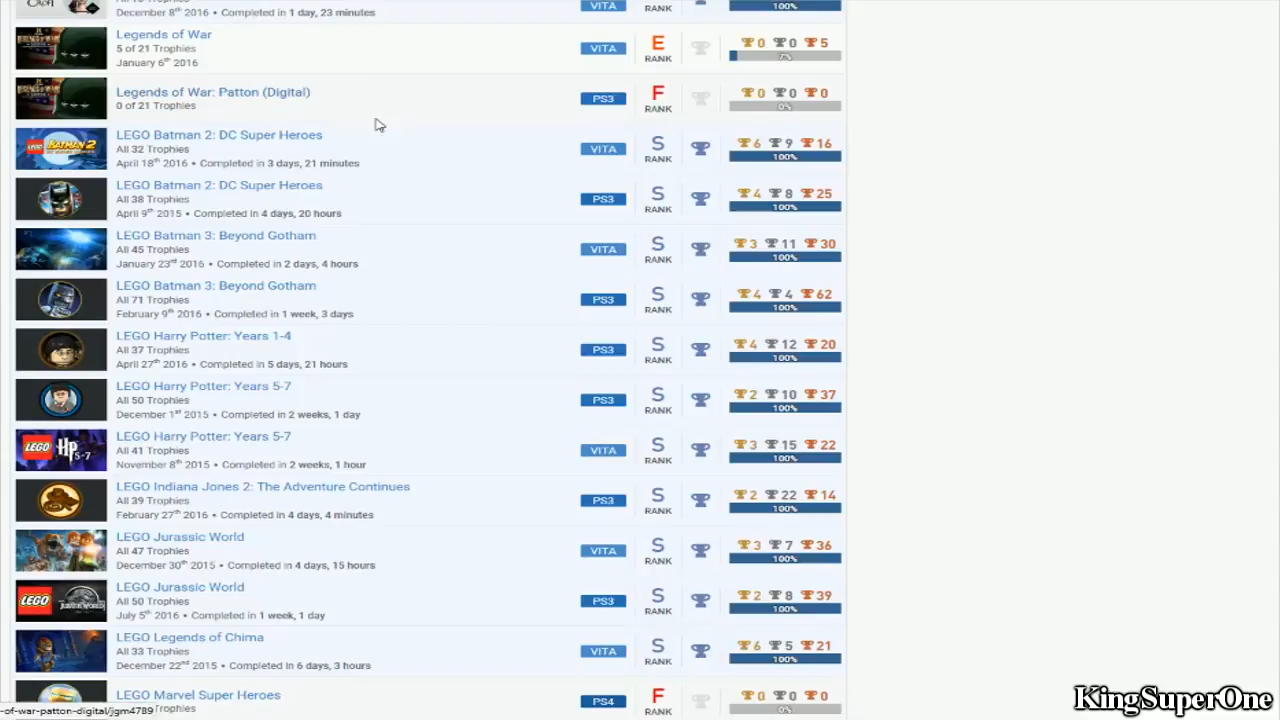 December 8th 2016 • Completed in 1 day, 23 minutes
VITA
RANK
100%
Legends of War
5 of 21 Trophies
January 6th 2016
VITA
E
RANK
0 0 5
7%
Legends of War: Patton (Digital)
0 of 21 Trophies
PS3
F
RANK
0 0 0
0%
LEGO Batman 2: DC Super Heroes
All 32 Trophies
April 18th 2016 • Completed in 3 days, 21 minutes
VITA
S
RANK
6 9 16
100%
LEGO Batman 2: DC Super Heroes
All 38 Trophies
April 9th 2015 • Completed in 4 days, 20 hours
PS3
S
RANK
4 8 25
100%
LEGO Batman 3: Beyond Gotham
All 45 Trophies
January 23rd 2016 • Completed in 2 days, 4 hours
VITA
S
RANK
3 11 30
100%
LEGO Batman 3: Beyond Gotham
All 71 Trophies
February 9th 2016 • Completed in 1 week, 3 days
PS3
S
RANK
4 4 62
100%
LEGO Harry Potter: Years 1-4
All 37 Trophies
April 27th 2016 • Completed in 5 days, 21 hours
PS3
S
RANK
4 12 20
100%
LEGO Harry Potter: Years 5-7
All 50 Trophies
December 1st 2015 • Completed in 2 weeks, 1 day
PS3
S
RANK
2 10 37
100%
LEGO HP 5-7
LEGO Harry Potter: Years 5-7
All 41 Trophies
November 8th 2015 • Completed in 2 weeks, 1 hour
VITA
S
RANK
3 15 22
100%
LEGO Indiana Jones 2: The Adventure Continues
All 39 Trophies
February 27th 2016 • Completed in 4 days, 4 minutes
PS3
S
RANK
2 22 14
100%
LEGO Jurassic World
All 47 Trophies
December 30th 2015 • Completed in 4 days, 15 hours
VITA
S
RANK
3 7 36
100%
LEGO JURASSIC WORLD
LEGO Jurassic World
All 50 Trophies
July 5th 2016 • Completed in 1 week, 1 day
PS3
S
RANK
2 8 39
100%
LEGO Legends of Chima
All 33 Trophies
December 22nd 2015 • Completed in 6 days, 3 hours
VITA
S
RANK
6 5 21
100%
LEGO Marvel Super Heroes
Trophies
PS4
F
RANK
0 0 0
0%
-of-war-patton-digital/jgm4789
KingSuperOne